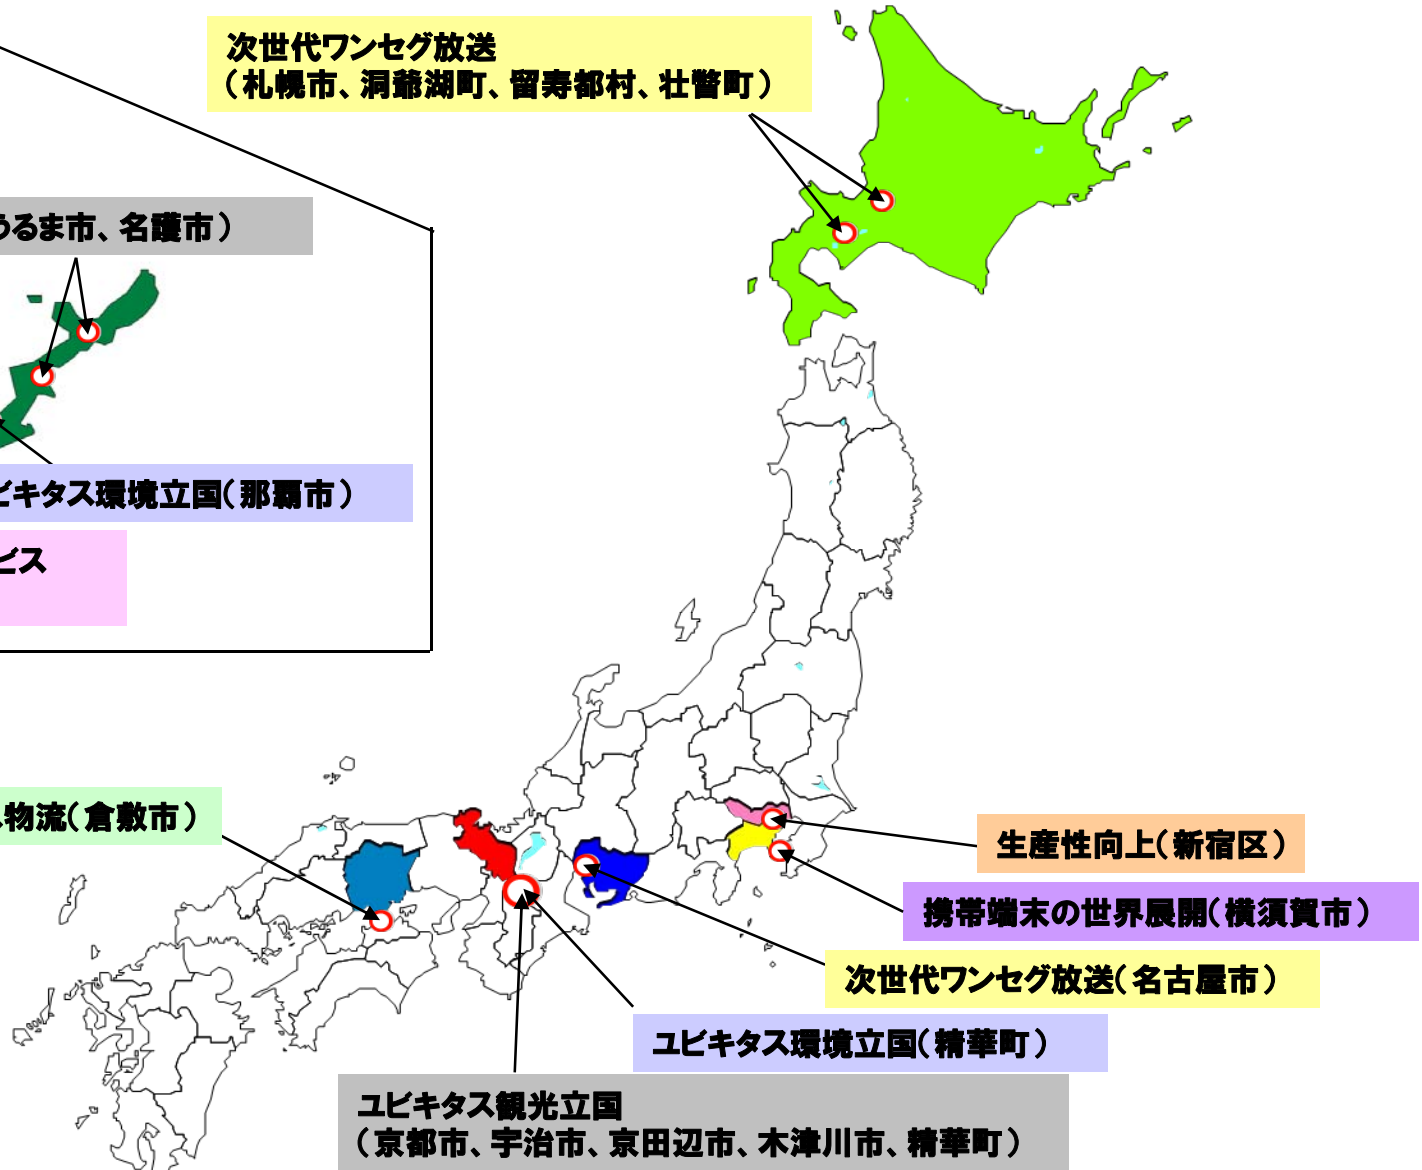 次世代ワンセグ放送
（札幌市、洞爺湖町、留寿都村、壮瞥町）
うるま市、名護市）
ビキタス環境立国（那覇市）
ビス
物流（倉敷市）
生産性向上（新宿区）
携帯端末の世界展開（横須賀市）
次世代ワンセグ放送（名古屋市）
ユビキタス環境立国（精華町）
ユビキタス観光立国
（京都市、宇治市、京田辺市、木津川市、精華町）